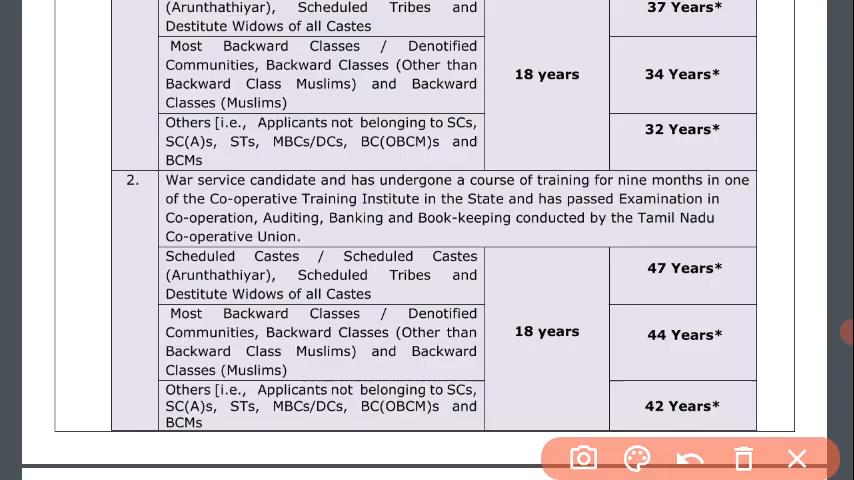 (Arunthathiyar), Scheduled Tribes and
Destitute Widows of all Castes
37 Years*
Most Backward Classes / Denotified
Communities, Backward Classes (Other than
Backward Class Muslims) and Backward
Classes (Muslims)
18 years
34 Years*
Others [i.e., Applicants not belonging to SCs,
SC(A)s, STs, MBCs/DCs, BC(OBCM)s and
BCMs
32 Years*
2.
War service candidate and has undergone a course of training for nine months in one
of the Co-operative Training Institute in the State and has passed Examination in
Co-operation, Auditing, Banking and Book-keeping conducted by the Tamil Nadu
Co-operative Union.
Scheduled Castes / Scheduled Castes
(Arunthathiyar), Scheduled Tribes and
Destitute Widows of all Castes
47 Years*
Most Backward Classes / Denotified
Communities, Backward Classes (Other than
Backward Class Muslims) and Backward
Classes (Muslims)
18 years
44 Years*
Others [i.e., Applicants not belonging to SCs,
SC(A)s, STs, MBCs/DCs, BC(OBCM)s and
BCMs
42 Years*